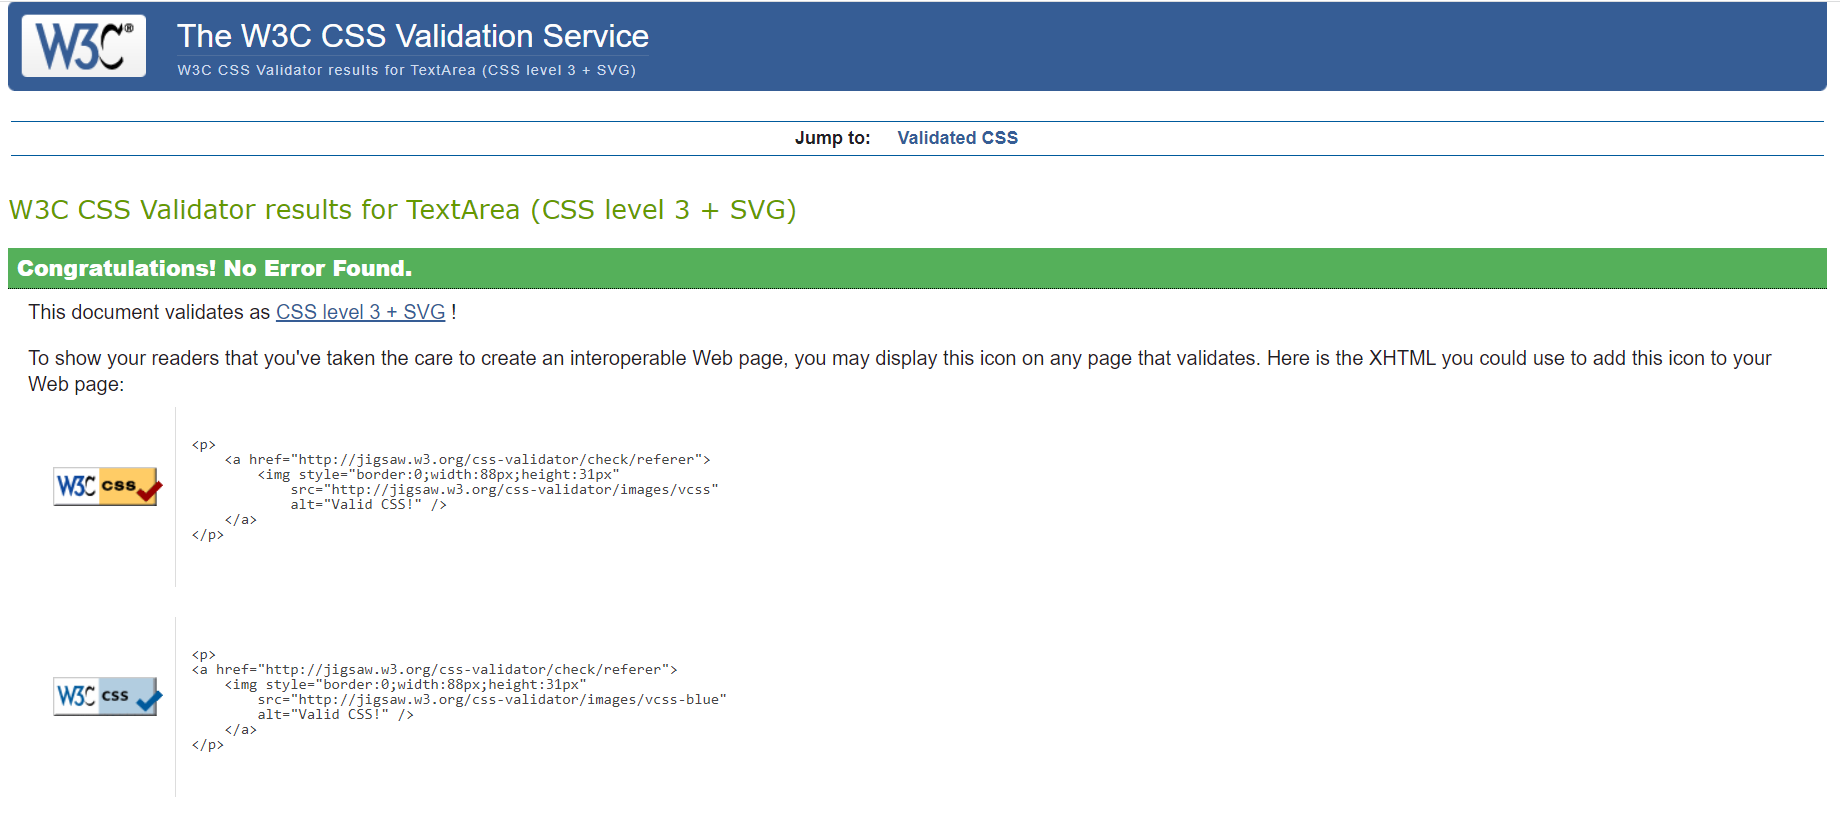 W3C®
The W3C CSS Validation Service
W3C CSS Validator results for TextArea (CSS level 3 + SVG)
Jump to: Validated CSS
W3C CSS Validator results for TextArea (CSS level 3 + SVG)
Congratulations! No Error Found.
This document validates as CSS level 3 + SVG !
To show your readers that you've taken the care to create an interoperable Web page, you may display this icon on any page that validates. Here is the XHTML you could use to add this icon to your
Web page:
W3C css
<p>
<a href="http://jigsaw.w3.org/css-validator/check/referer">
<img style="border:0;width:88px;height:31px"
src="http://jigsaw.w3.org/css-validator/images/vcss"
alt="Valid CSS!" />
</a>
</p>
W3C css
<p>
<a href="http://jigsaw.w3.org/css-validator/check/referer">
<img style="border:0;width:88px;height:31px"
src="http://jigsaw.w3.org/css-validator/images/vcss-blue"
alt="Valid CSS!" />
</a>
</p>